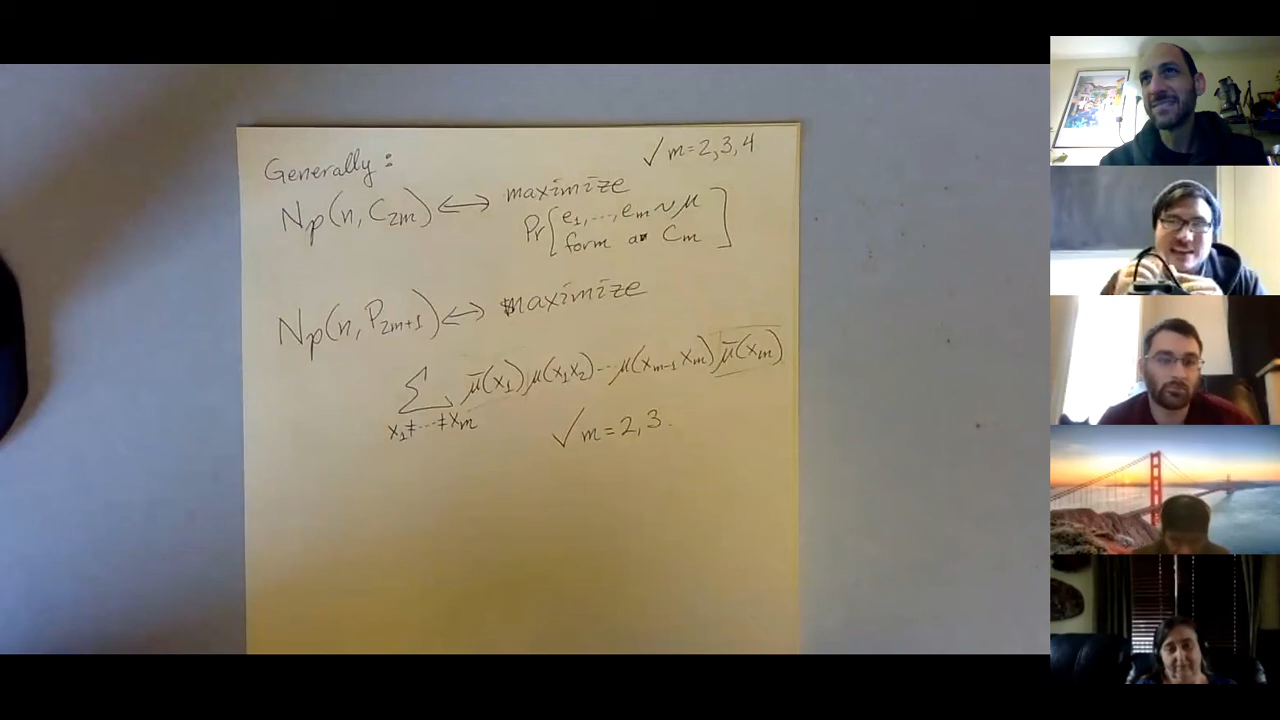 Generally:
✓ m=2,3,4
Np(n, C2m) ↔ maximize
Pr[e1,...,em ~ μ
form a Cm]
Np(n, P2m+1) ↔ maximize
Σ μ̄(x1) μ(x1x2) ... μ(xm-1 xm) μ̄(xm)
x1≠...≠xm
✓ m=2,3.